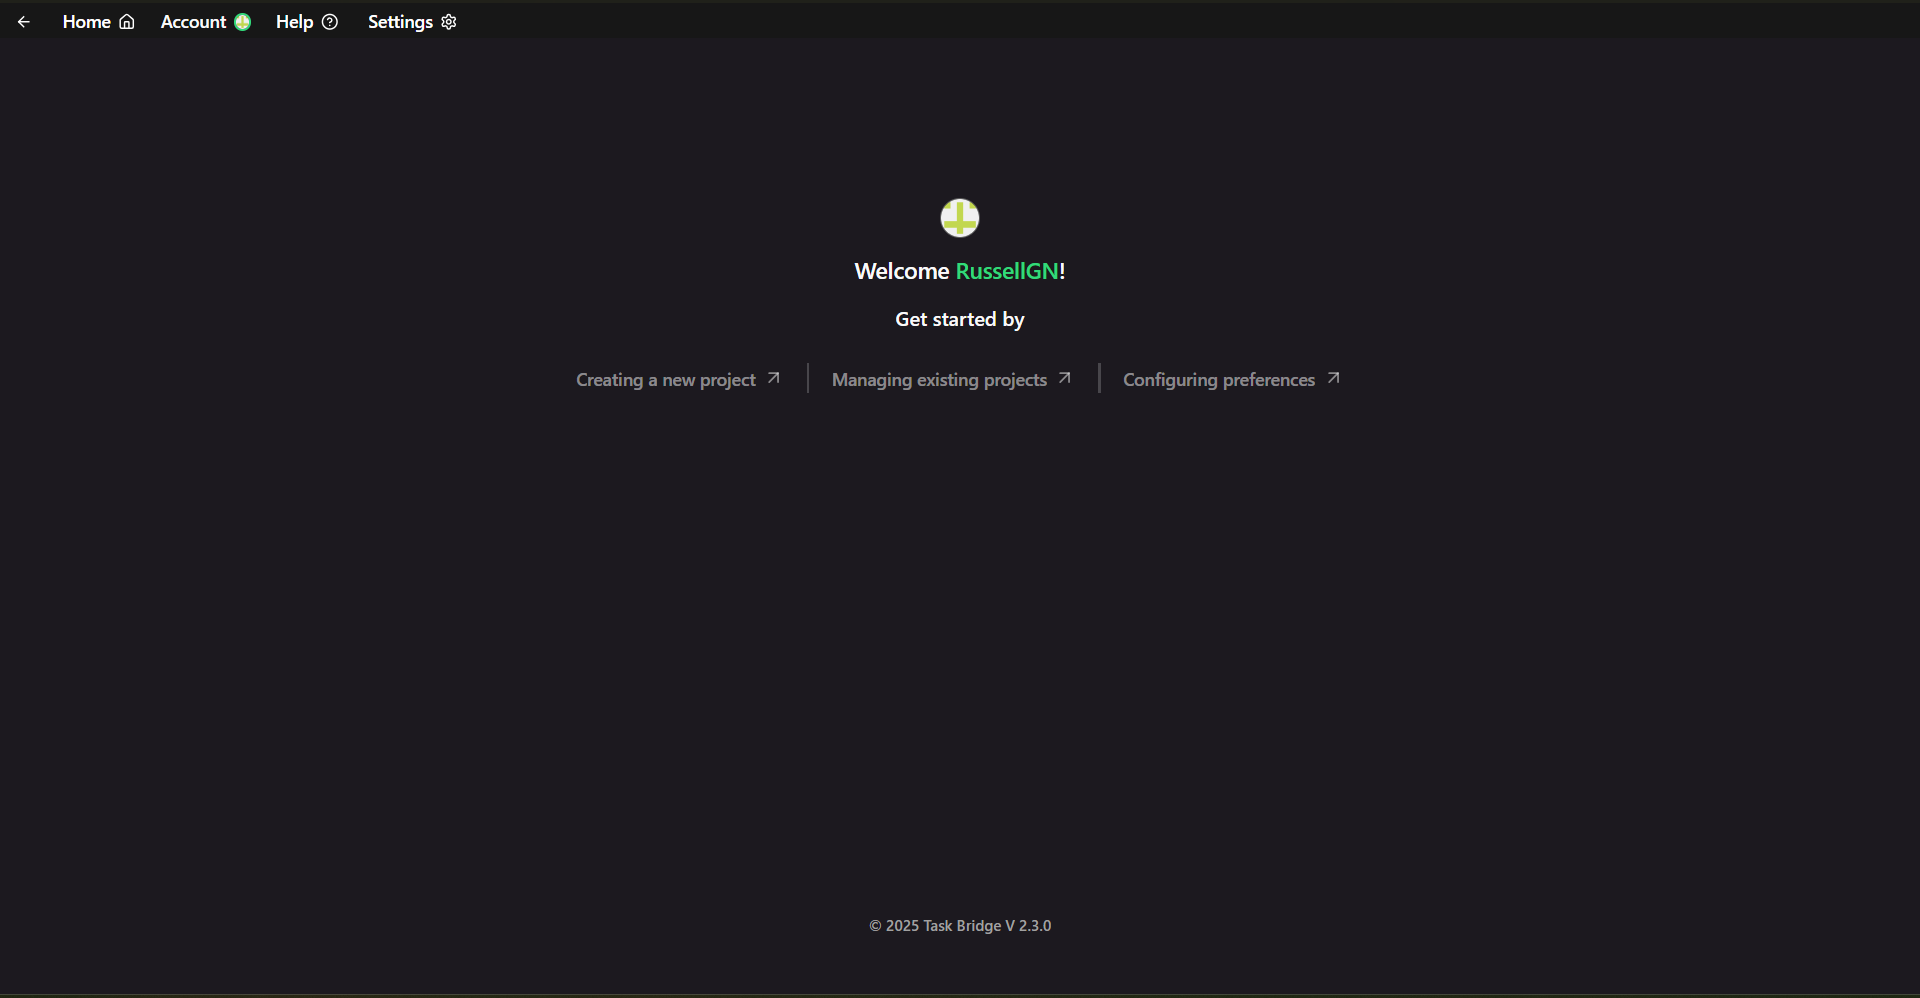 Home Account Help Settings
Welcome RussellGN!
Get started by
Creating a new project Managing existing projects Configuring preferences
© 2025 Task Bridge V 2.3.0